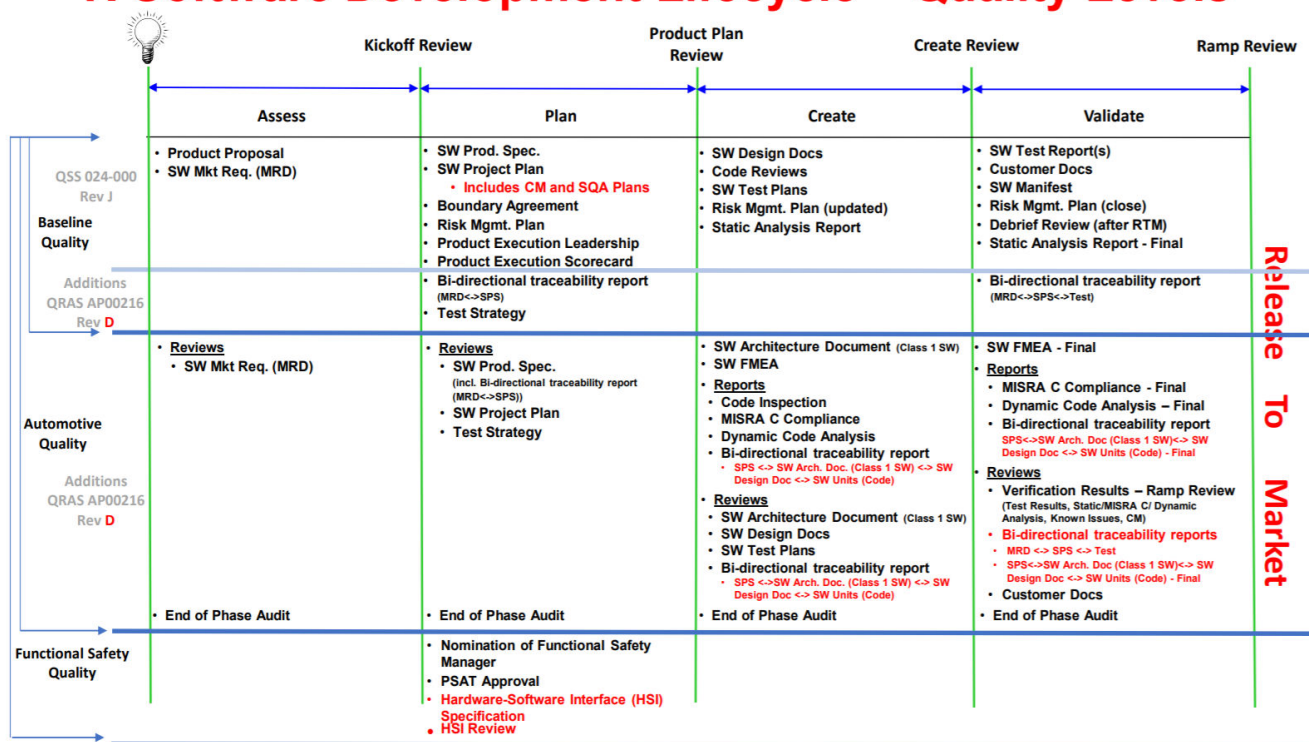 Software Development Lifecycle – Quality Levels
Kickoff Review
Product Plan
Review
Create Review
Ramp Review
Assess
Plan
Create
Validate
QSS 024-000
Rev J
Baseline
Quality
Additions
QRAS AP00216
Rev D
• Product Proposal
• SW Mkt Req. (MRD)
• SW Prod. Spec.
• SW Project Plan
• Includes CM and SQA Plans
• Boundary Agreement
• Risk Mgmt. Plan
• Product Execution Leadership
• Product Execution Scorecard
• Bi-directional traceability report
(MRD<->SPS)
• Test Strategy
• SW Design Docs
• Code Reviews
• SW Test Plans
• Risk Mgmt. Plan (updated)
• Static Analysis Report
• SW Test Report(s)
• Customer Docs
• SW Manifest
• Risk Mgmt. Plan (close)
• Debrief Review (after RTM)
• Static Analysis Report - Final
• Bi-directional traceability report
(MRD<->SPS<->Test)
Automotive
Quality
Additions
QRAS AP00216
Rev D
• Reviews
• SW Mkt Req. (MRD)
• End of Phase Audit
• Reviews
• SW Prod. Spec.
(incl. Bi-directional traceability report
(MRD<->SPS))
• SW Project Plan
• Test Strategy
• End of Phase Audit
• SW Architecture Document (Class 1 SW)
• SW FMEA
• Reports
• Code Inspection
• MISRA C Compliance
• Dynamic Code Analysis
• Bi-directional traceability report
• SPS <-> SW Arch. Doc. (Class 1 SW) <-> SW
Design Doc <-> SW Units (Code)
• Reviews
• SW Architecture Document (Class 1 SW)
• SW Design Docs
• SW Test Plans
• Bi-directional traceability report
• SPS <->SW Arch. Doc. (Class 1 SW) <-> SW
Design Doc <-> SW Units (Code)
• End of Phase Audit
• SW FMEA - Final
• Reports
• MISRA C Compliance - Final
• Dynamic Code Analysis – Final
• Bi-directional traceability report
SPS<->SW Arch. Doc (Class 1 SW)<-> SW
Design Doc <-> SW Units (Code) - Final
• Reviews
• Verification Results – Ramp Review
(Test Results, Static/MISRA C/ Dynamic
Analysis, Known Issues, CM)
• Bi-directional traceability reports
• MRD <-> SPS <-> Test
• SPS<->SW Arch. Doc (Class 1 SW)<-> SW
Design Doc <-> SW Units (Code) - Final
• Customer Docs
• End of Phase Audit
Functional Safety
Quality
• Nomination of Functional Safety
Manager
• PSAT Approval
• Hardware-Software Interface (HSI)
Specification
• HSI Review
Release To Market